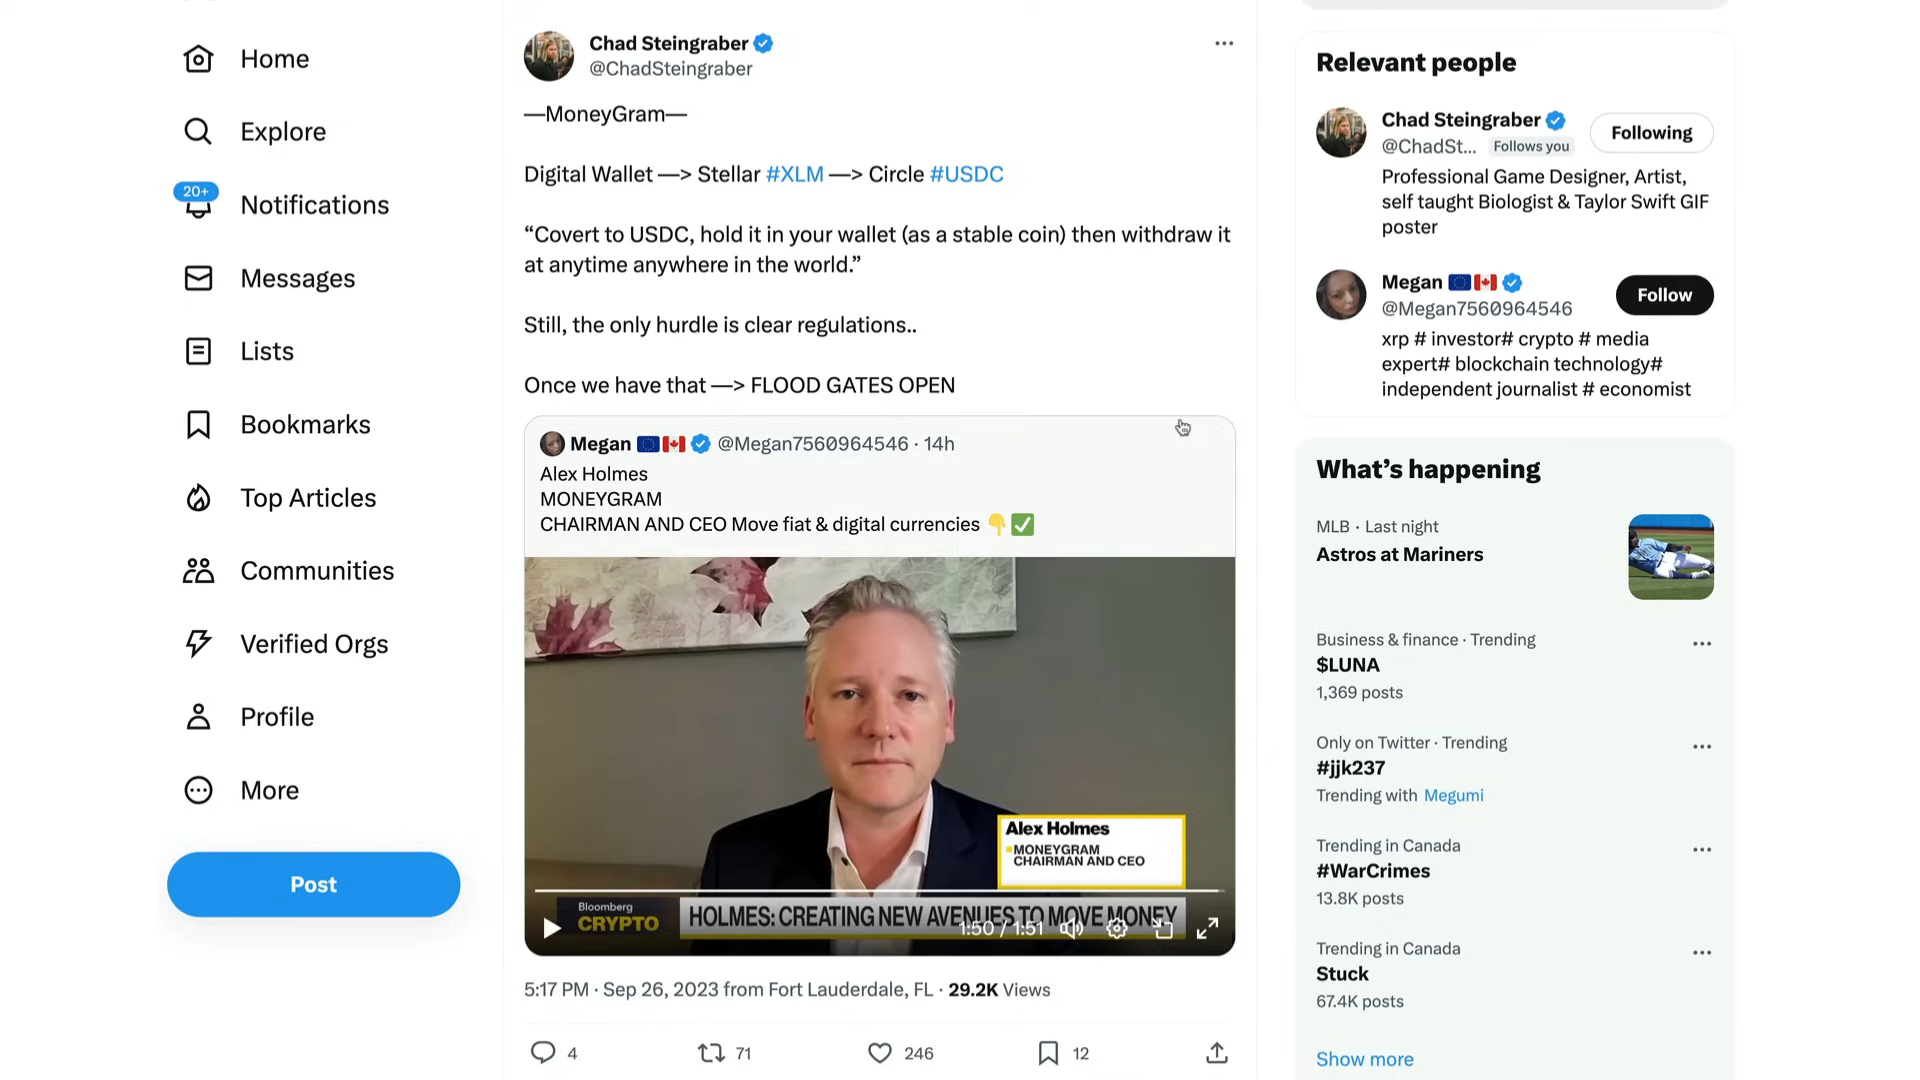 Home
Explore
20+
Notifications
Messages
Lists
Bookmarks
Top Articles
Communities
Verified Orgs
Profile
More
Post
Chad Steingraber
@ChadSteingraber
—MoneyGram—
Digital Wallet —> Stellar #XLM —> Circle #USDC
“Covert to USDC, hold it in your wallet (as a stable coin) then withdraw it
at anytime anywhere in the world.”
Still, the only hurdle is clear regulations..
Once we have that —> FLOOD GATES OPEN
Megan 🇪🇺🇨🇦 @Megan7560964546 · 14h
Alex Holmes
MONEYGRAM
CHAIRMAN AND CEO Move fiat & digital currencies 👇✅
Alex Holmes
MONEYGRAM
CHAIRMAN AND CEO
Bloomberg
CRYPTO
HOLMES: CREATING NEW AVENUES TO MOVE MONEY
1:50 / 1:51
5:17 PM · Sep 26, 2023 from Fort Lauderdale, FL · 29.2K Views
4
71
246
12
Relevant people
Chad Steingraber
Following
@ChadSt... Follows you
Professional Game Designer, Artist,
self taught Biologist & Taylor Swift GIF
poster
Megan 🇪🇺🇨🇦
Follow
@Megan7560964546
xrp # investor# crypto # media
expert# blockchain technology#
independent journalist # economist
What’s happening
MLB · Last night
Astros at Mariners
Business & finance · Trending
$LUNA
1,369 posts
Only on Twitter · Trending
#jjk237
Trending with Megumi
Trending in Canada
#WarCrimes
13.8K posts
Trending in Canada
Stuck
67.4K posts
Show more